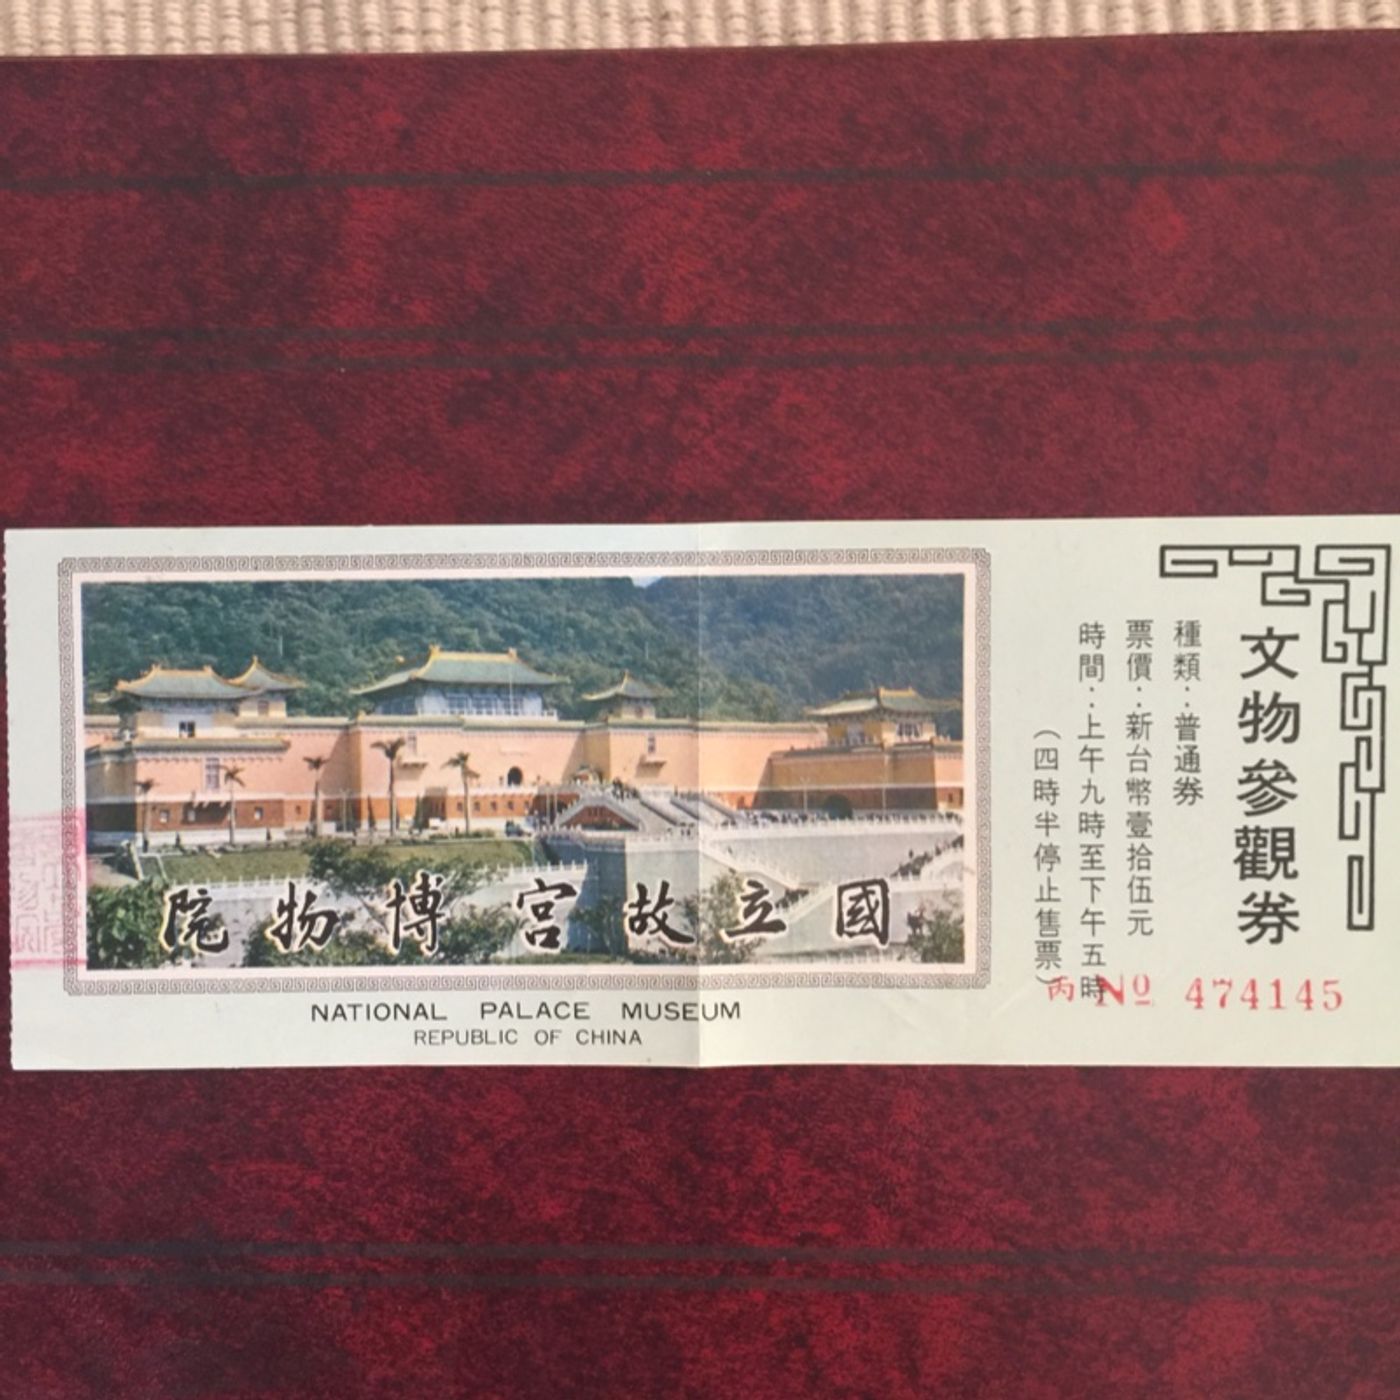 文物參觀券
種類：普通券
票價：新台幣壹拾伍元
時間：上午九時至下午五時
（四時半停止售票）
丙 No 474145
國立故宮博物院
NATIONAL PALACE MUSEUM
REPUBLIC OF CHINA